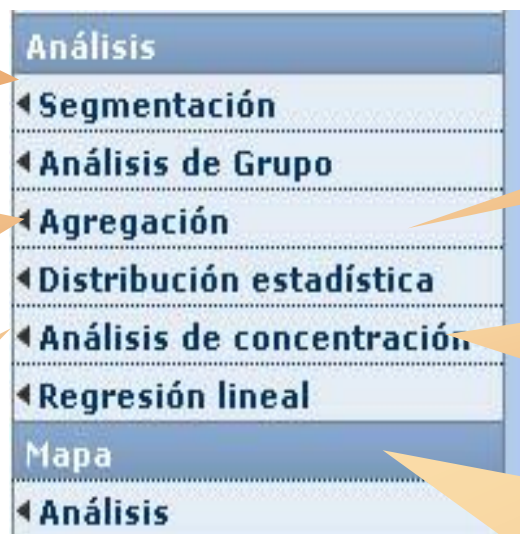 Análisis
Segmentación
Análisis de Grupo
Agregación
Distribución estadística
Análisis de concentración
Regresión lineal
Mapa
Análisis